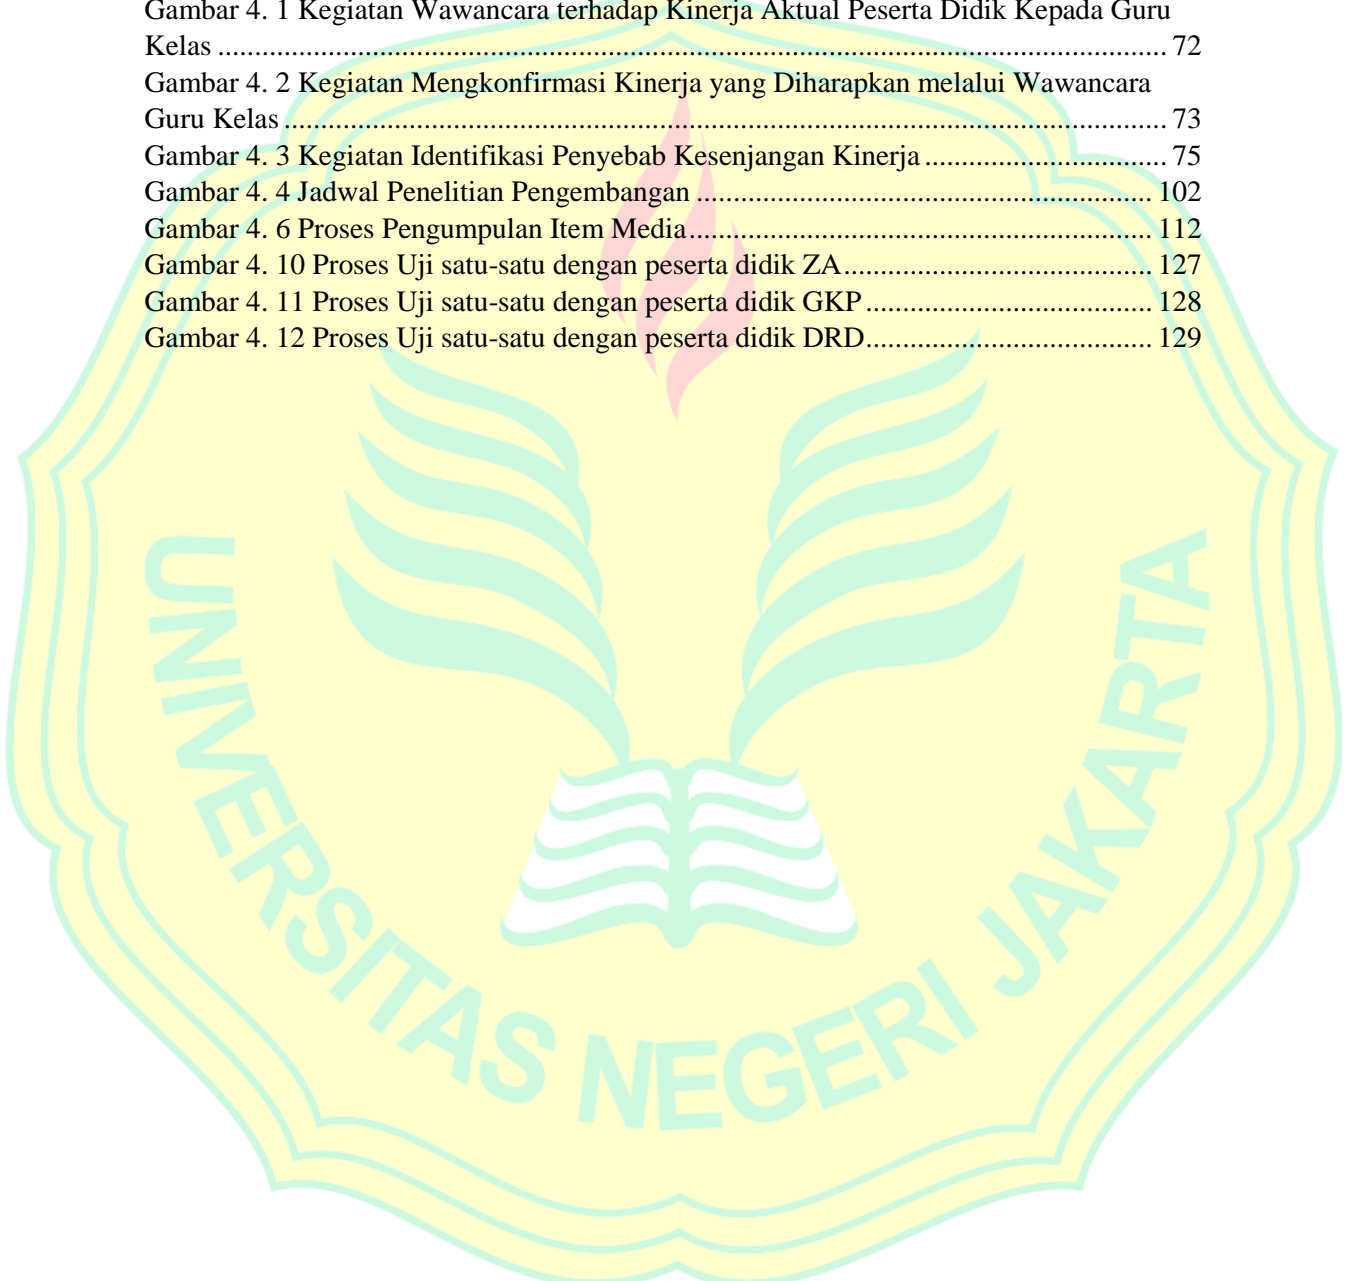 Gambar 4. 1 Kegiatan Wawancara terhadap Kinerja Aktual Peserta Didik Kepada Guru
Kelas ................................................................................................................................ 72
Gambar 4. 2 Kegiatan Mengkonfirmasi Kinerja yang Diharapkan melalui Wawancara
Guru Kelas ....................................................................................................................... 73
Gambar 4. 3 Kegiatan Identifikasi Penyebab Kesenjangan Kinerja ................................. 75
Gambar 4. 4 Jadwal Penelitian Pengembangan .............................................................. 102
Gambar 4. 6 Proses Pengumpulan Item Media............................................................... 112
Gambar 4. 10 Proses Uji satu-satu dengan peserta didik ZA.......................................... 127
Gambar 4. 11 Proses Uji satu-satu dengan peserta didik GKP ....................................... 128
Gambar 4. 12 Proses Uji satu-satu dengan peserta didik DRD....................................... 129
UNIVERSITAS NEGERI JAKARTA